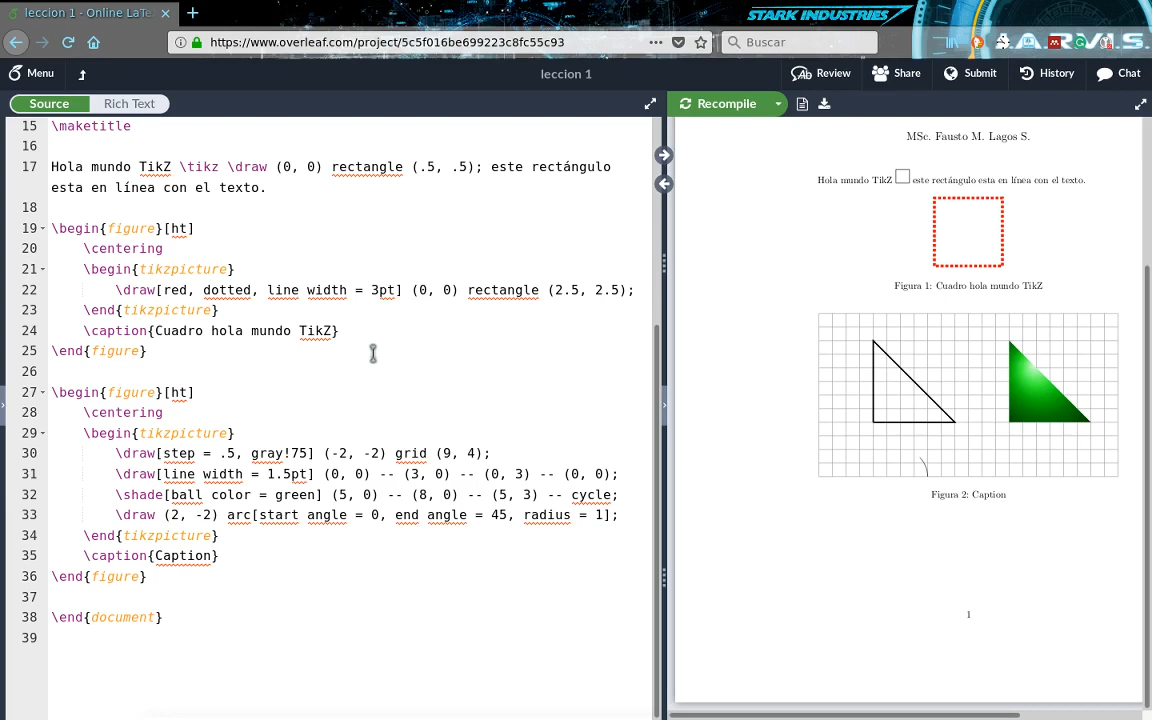 leccion 1 - Online LaTe
STARK INDUSTRIES
https://www.overleaf.com/project/5c5f016be699223c8fc55c93
Buscar
J.A.R.V.I.S.
Menu
leccion 1
Review
Share
Submit
History
Chat
Source
Rich Text
Recompile
15 \maketitle
16
17 Hola mundo TikZ \tikz \draw (0, 0) rectangle (.5, .5); este rectángulo
esta en línea con el texto.
18
19 \begin{figure}[ht]
20 \centering
21 \begin{tikzpicture}
22 \draw[red, dotted, line width = 3pt] (0, 0) rectangle (2.5, 2.5);
23 \end{tikzpicture}
24 \caption{Cuadro hola mundo TikZ}
25 \end{figure}
26
27 \begin{figure}[ht]
28 \centering
29 \begin{tikzpicture}
30 \draw[step = .5, gray!75] (-2, -2) grid (9, 4);
31 \draw[line width = 1.5pt] (0, 0) -- (3, 0) -- (0, 3) -- (0, 0);
32 \shade[ball color = green] (5, 0) -- (8, 0) -- (5, 3) -- cycle;
33 \draw (2, -2) arc[start angle = 0, end angle = 45, radius = 1];
34 \end{tikzpicture}
35 \caption{Caption}
36 \end{figure}
37
38 \end{document}
39
MSc. Fausto M. Lagos S.
Hola mundo TikZ este rectángulo esta en línea con el texto.
Figura 1: Cuadro hola mundo TikZ
Figura 2: Caption
1